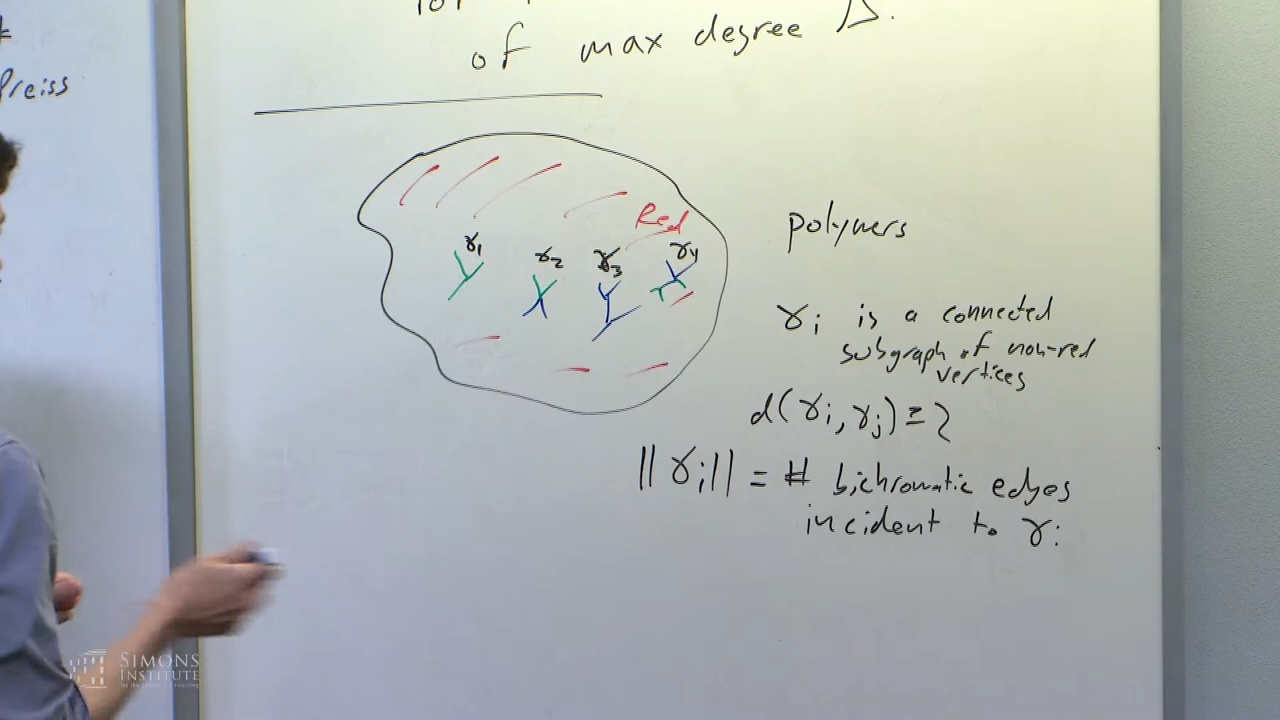 Preiss
of max degree Δ.
Red
γ1
γ2
γ3
γ4
polymers
γi is a connected
subgraph of non-red
vertices
d(γi, γj) ≥ 2
||γi|| = # bichromatic edges
incident to γi
SIMONS
INSTITUTE